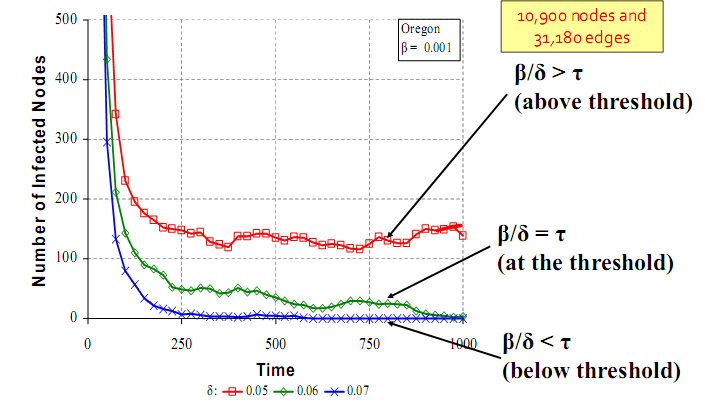 10,900 nodes and
31,180 edges
Oregon
β = 0.001
β/δ > τ
(above threshold)
β/δ = τ
(at the threshold)
β/δ < τ
(below threshold)
Number of Infected Nodes
500
400
300
200
100
0
0 250 500 750 1000
Time
δ: 0.05 0.06 0.07